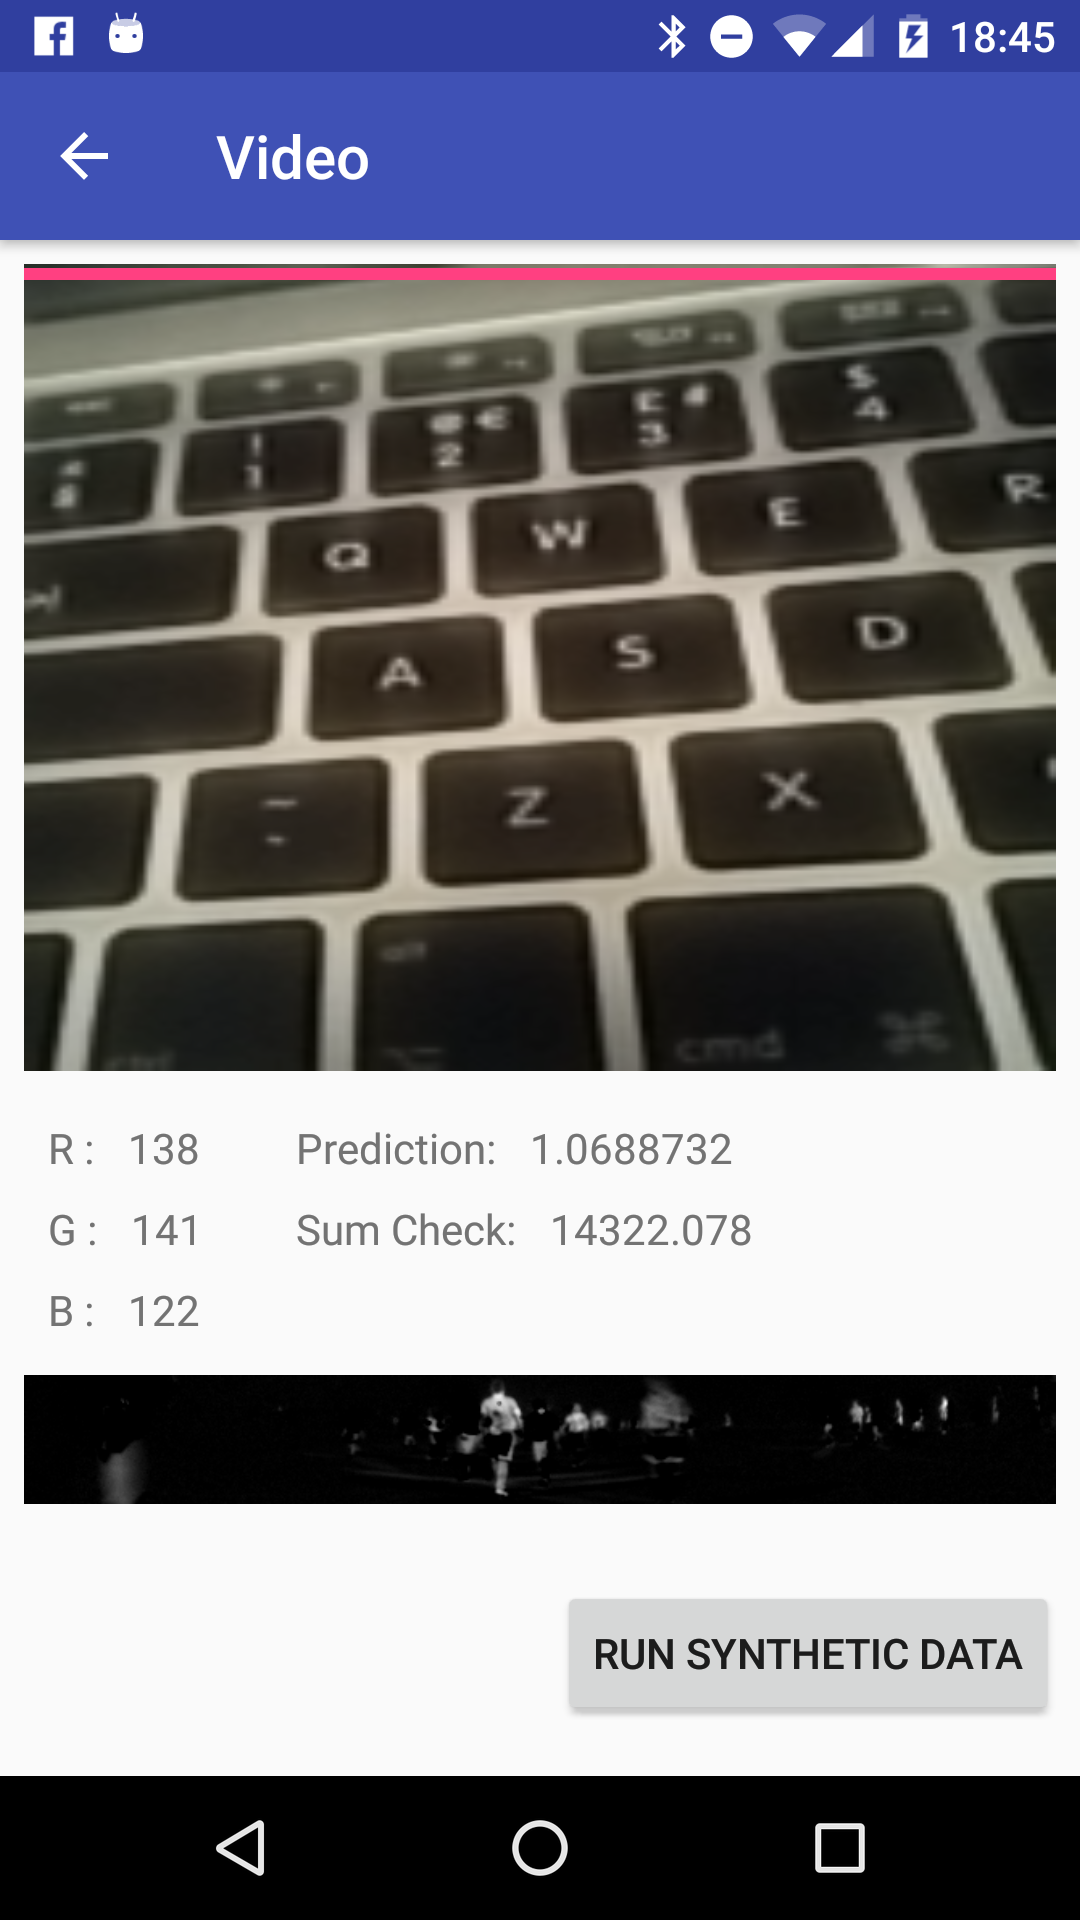 18:45
Video
! @ € £ # $
1 2 3 4
Q W E R
A S D
~ Z X
alt
cmd ⌘
R : 138 Prediction: 1.0688732
G : 141 Sum Check: 14322.078
B : 122
RUN SYNTHETIC DATA